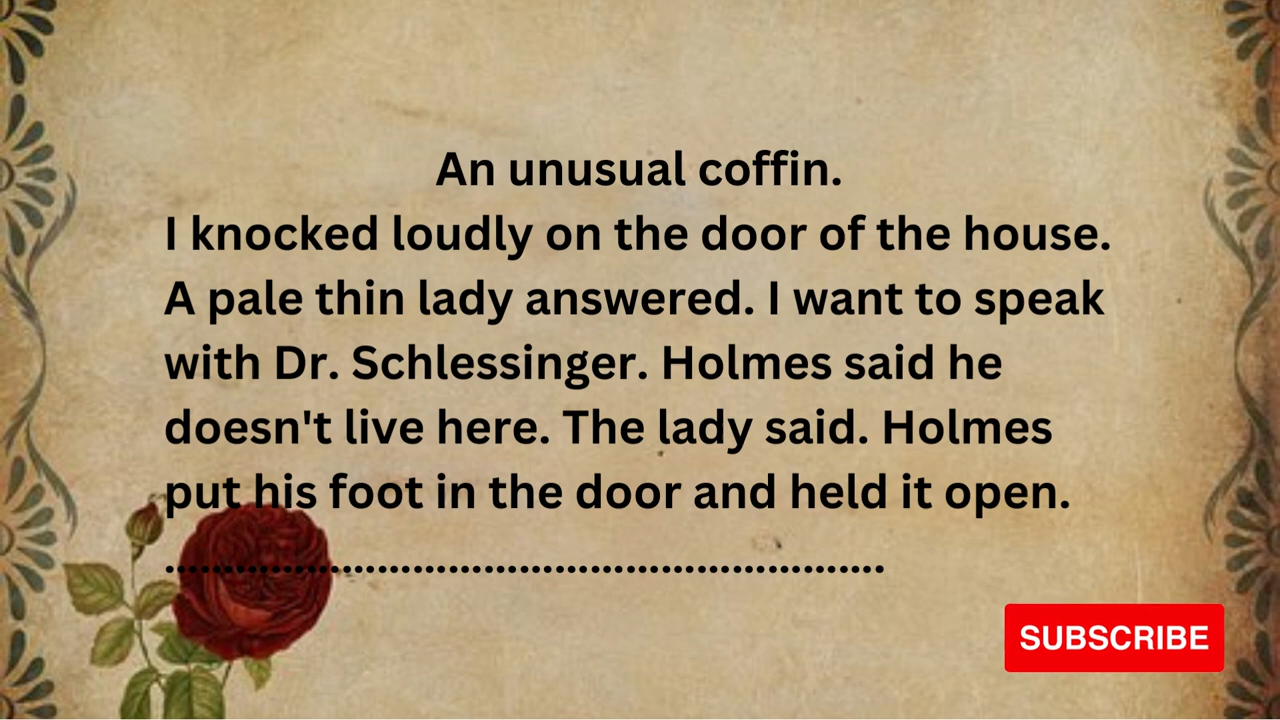 An unusual coffin.
I knocked loudly on the door of the house.
A pale thin lady answered. I want to speak
with Dr. Schlessinger. Holmes said he
doesn't live here. The lady said. Holmes
put his foot in the door and held it open.
............................................................
SUBSCRIBE